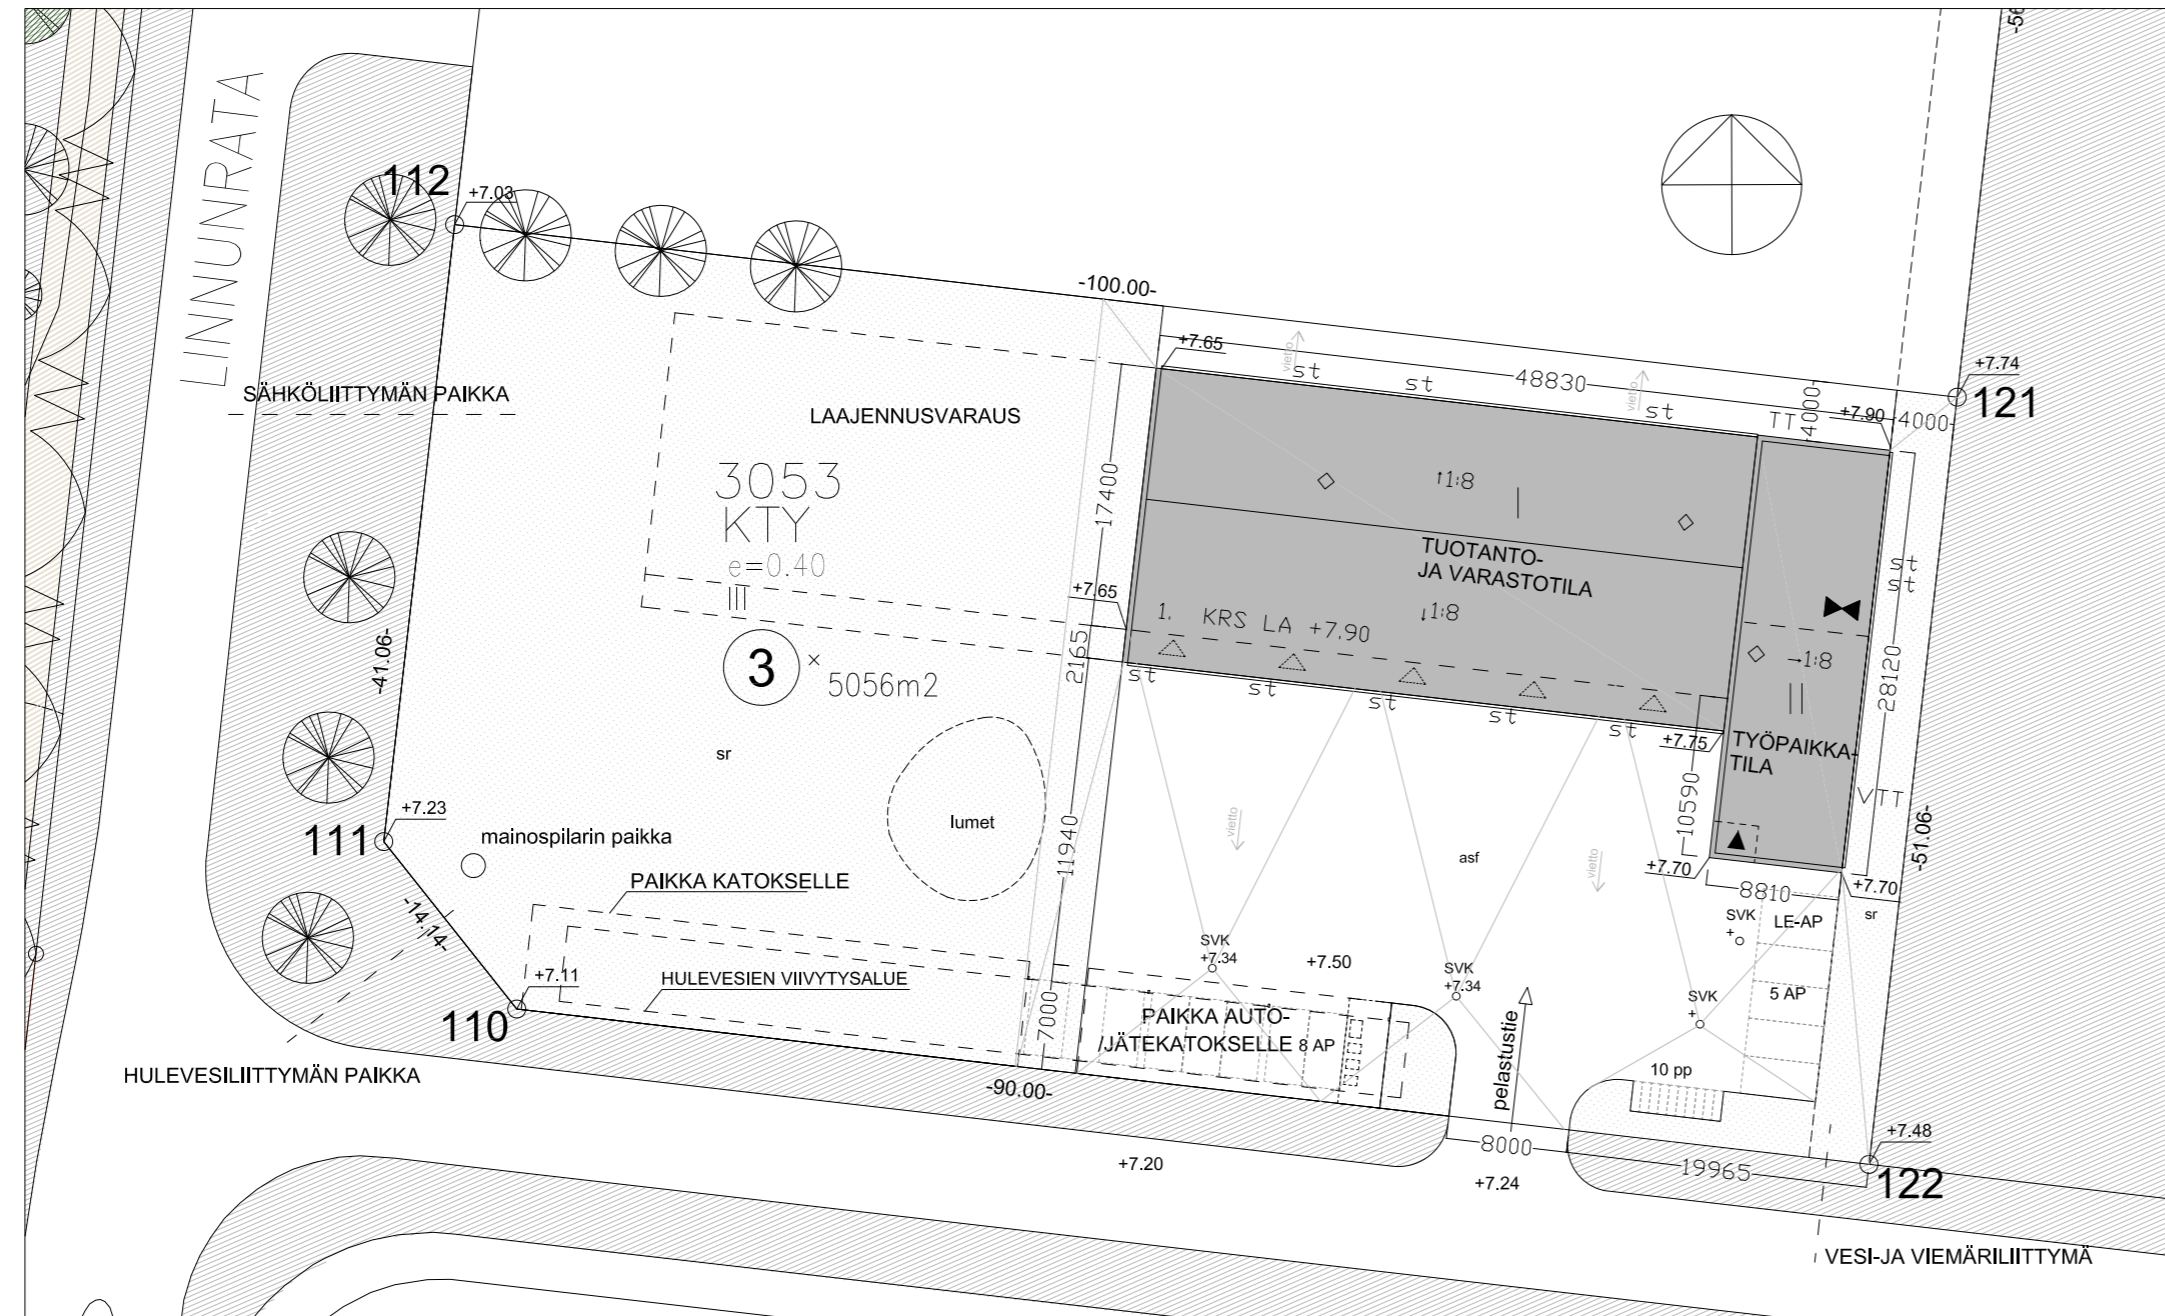 LINNUNRATA
112
+7.03
-100.00-
+7.65
vietto
st
st
48830
vietto
st
TT
-4000-
+7.90
4000-
+7.74
121
SÄHKÖLIITTYMÄN PAIKKA
LAAJENNUSVARAUS
3053
KTY
e=0.40
III
3
×
5056m2
17400
1:8
TUOTANTO-
JA VARASTOTILA
1:8
1. KRS LA +7.90
+7.65
2165
st
st
st
st
st
+7.75
1:8
II
TYÖPAIKKA-
TILA
st
st
28120
VTT
-51.06-
-41.06-
sr
lumet
vietto
asf
vietto
10590
+7.70
8810
+7.70
sr
11940
+7.23
111
mainospilarin paikka
PAIKKA KATOKSELLE
-14.14-
+7.11
110
HULEVESIEN VIIVYTYSALUE
7000
SVK
+7.34
+7.50
SVK
+7.34
SVK
+
LE-AP
5 AP
SVK
+
PAIKKA AUTO-
/JÄTEKATOKSELLE 8 AP
pelastustie
10 pp
HULEVESILIITTYMÄN PAIKKA
-90.00-
8000
19965
+7.48
122
+7.20
+7.24
VESI-JA VIEMÄRILIITTYMÄ